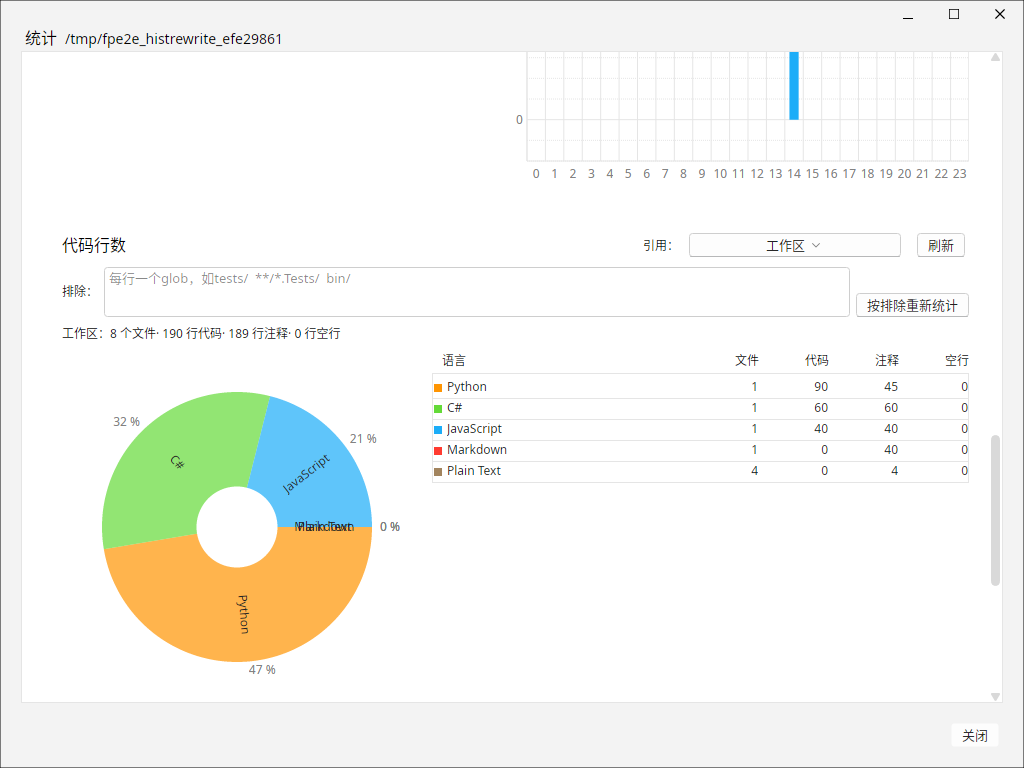 统计 /tmp/fpe2e_histrewrite_efe29861
0
0 1 2 3 4 5 6 7 8 9 10 11 12 13 14 15 16 17 18 19 20 21 22 23
代码行数 引用： 工作区 刷新
排除： 每行一个glob，如tests/ **/*.Tests/ bin/ 按排除重新统计
工作区：8 个文件· 190 行代码· 189 行注释· 0 行空行
语言 文件 代码 注释 空行
Python 1 90 45 0
C# 1 60 60 0
JavaScript 1 40 40 0
Markdown 1 0 40 0
Plain Text 4 0 4 0
32 %
21 %
C#
JavaScript
Markdown
Plain Text
0 %
Python
47 %
关闭